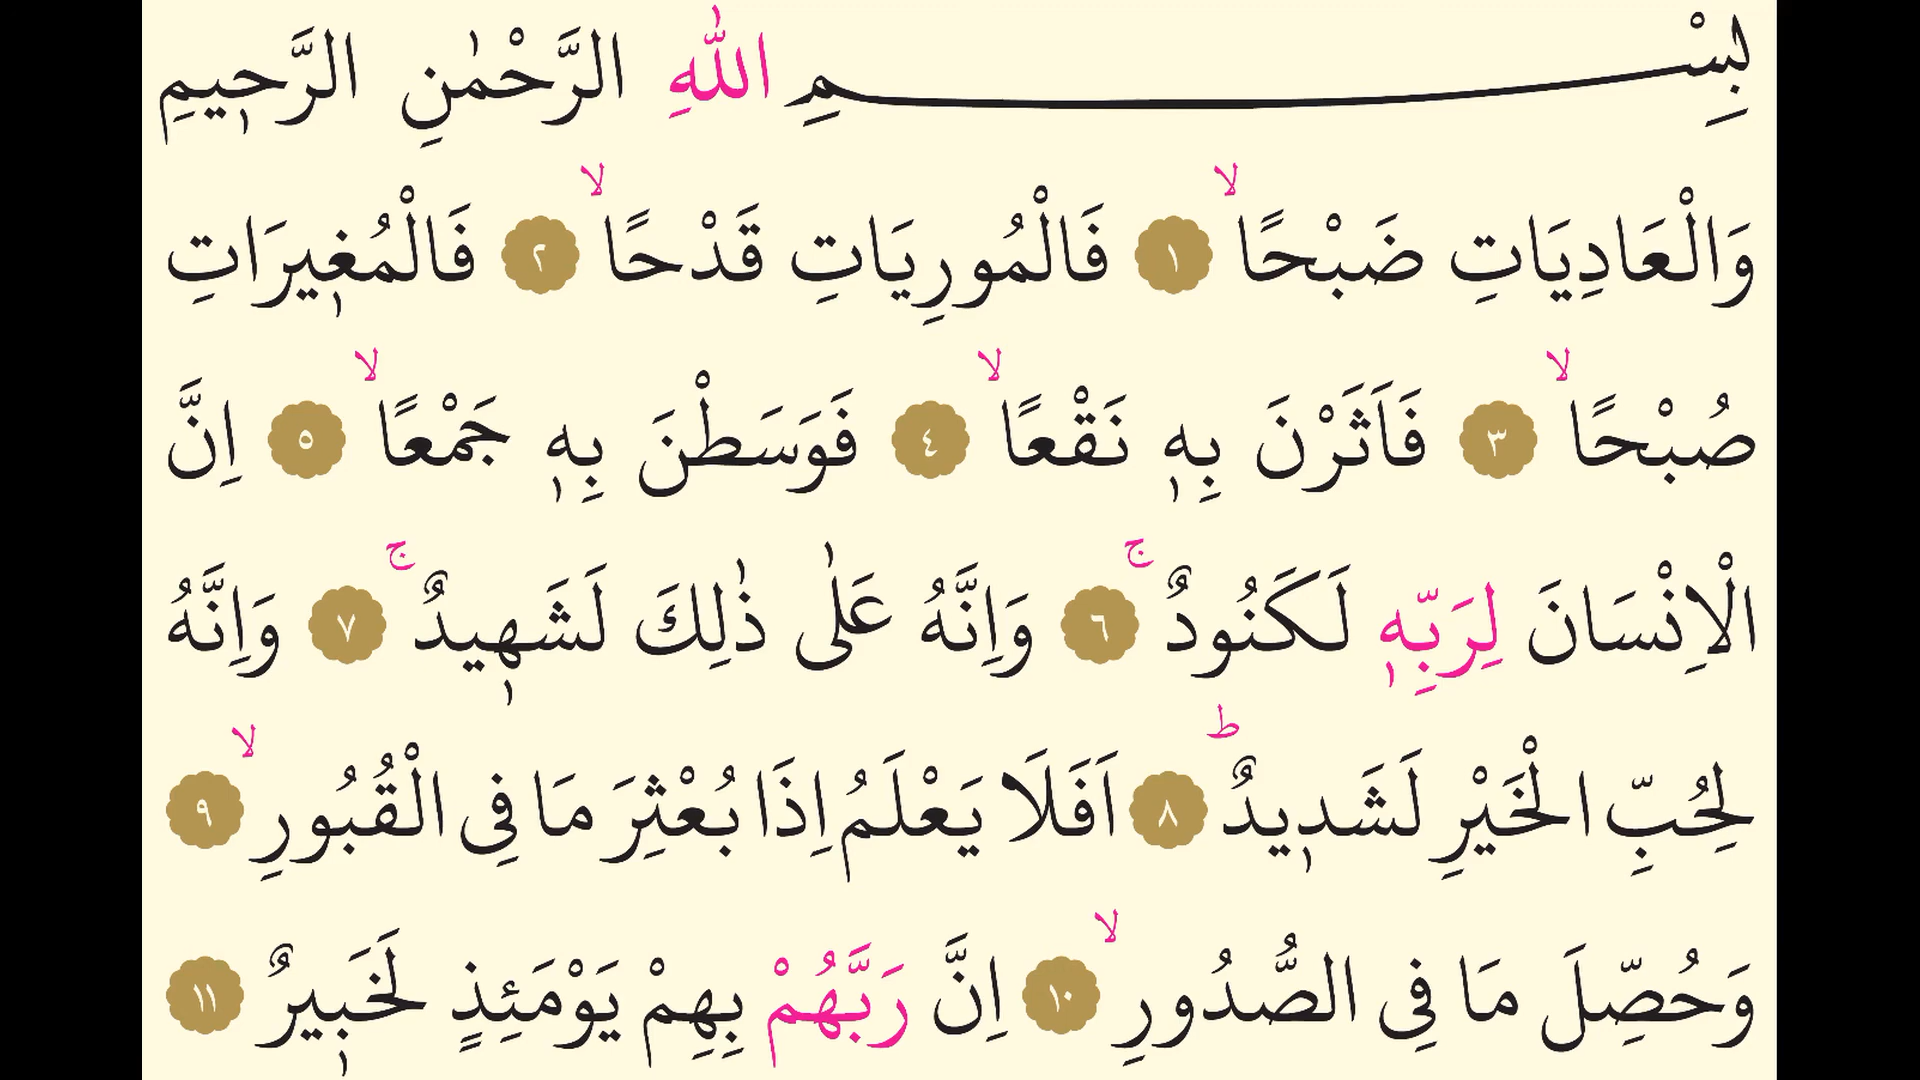 بِسْمِ اللّٰهِ الرَّحْمٰنِ الرَّحٖيمِ
وَالْعَادِيَاتِ ضَبْحًاۙ ١ فَالْمُورِيَاتِ قَدْحًاۙ ٢ فَالْمُغٖيرَاتِ
صُبْحًاۙ ٣ فَاَثَرْنَ بِهٖ نَقْعًاۙ ٤ فَوَسَطْنَ بِهٖ جَمْعًاۙ ٥ اِنَّ
الْاِنْسَانَ لِرَبِّهٖ لَكَنُودٌۚ ٦ وَاِنَّهُ عَلٰى ذٰلِكَ لَشَهٖيدٌۚ ٧ وَاِنَّهُ
لِحُبِّ الْخَيْرِ لَشَدٖيدٌؕ ٨ اَفَلَا يَعْلَمُ اِذَا بُعْثِرَ مَا فِى الْقُبُورِۙ ٩
وَحُصِّلَ مَا فِى الصُّدُورِۙ ١٠ اِنَّ رَبَّهُمْ بِهِمْ يَوْمَئِذٍ لَخَبٖيرٌ ١١